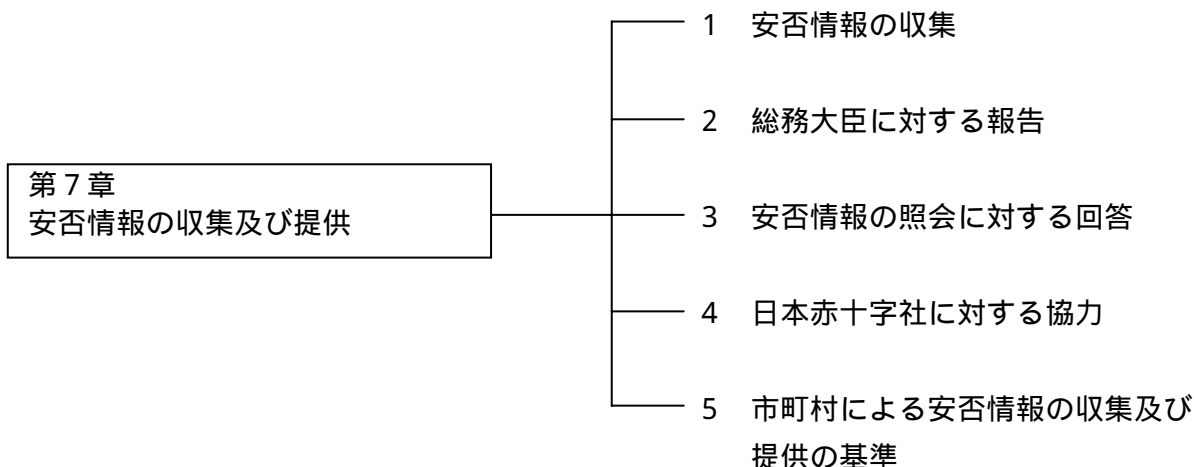 第７章
安否情報の収集及び提供
1　安否情報の収集
2　総務大臣に対する報告
3　安否情報の照会に対する回答
4　日本赤十字社に対する協力
5　市町村による安否情報の収集及び
提供の基準